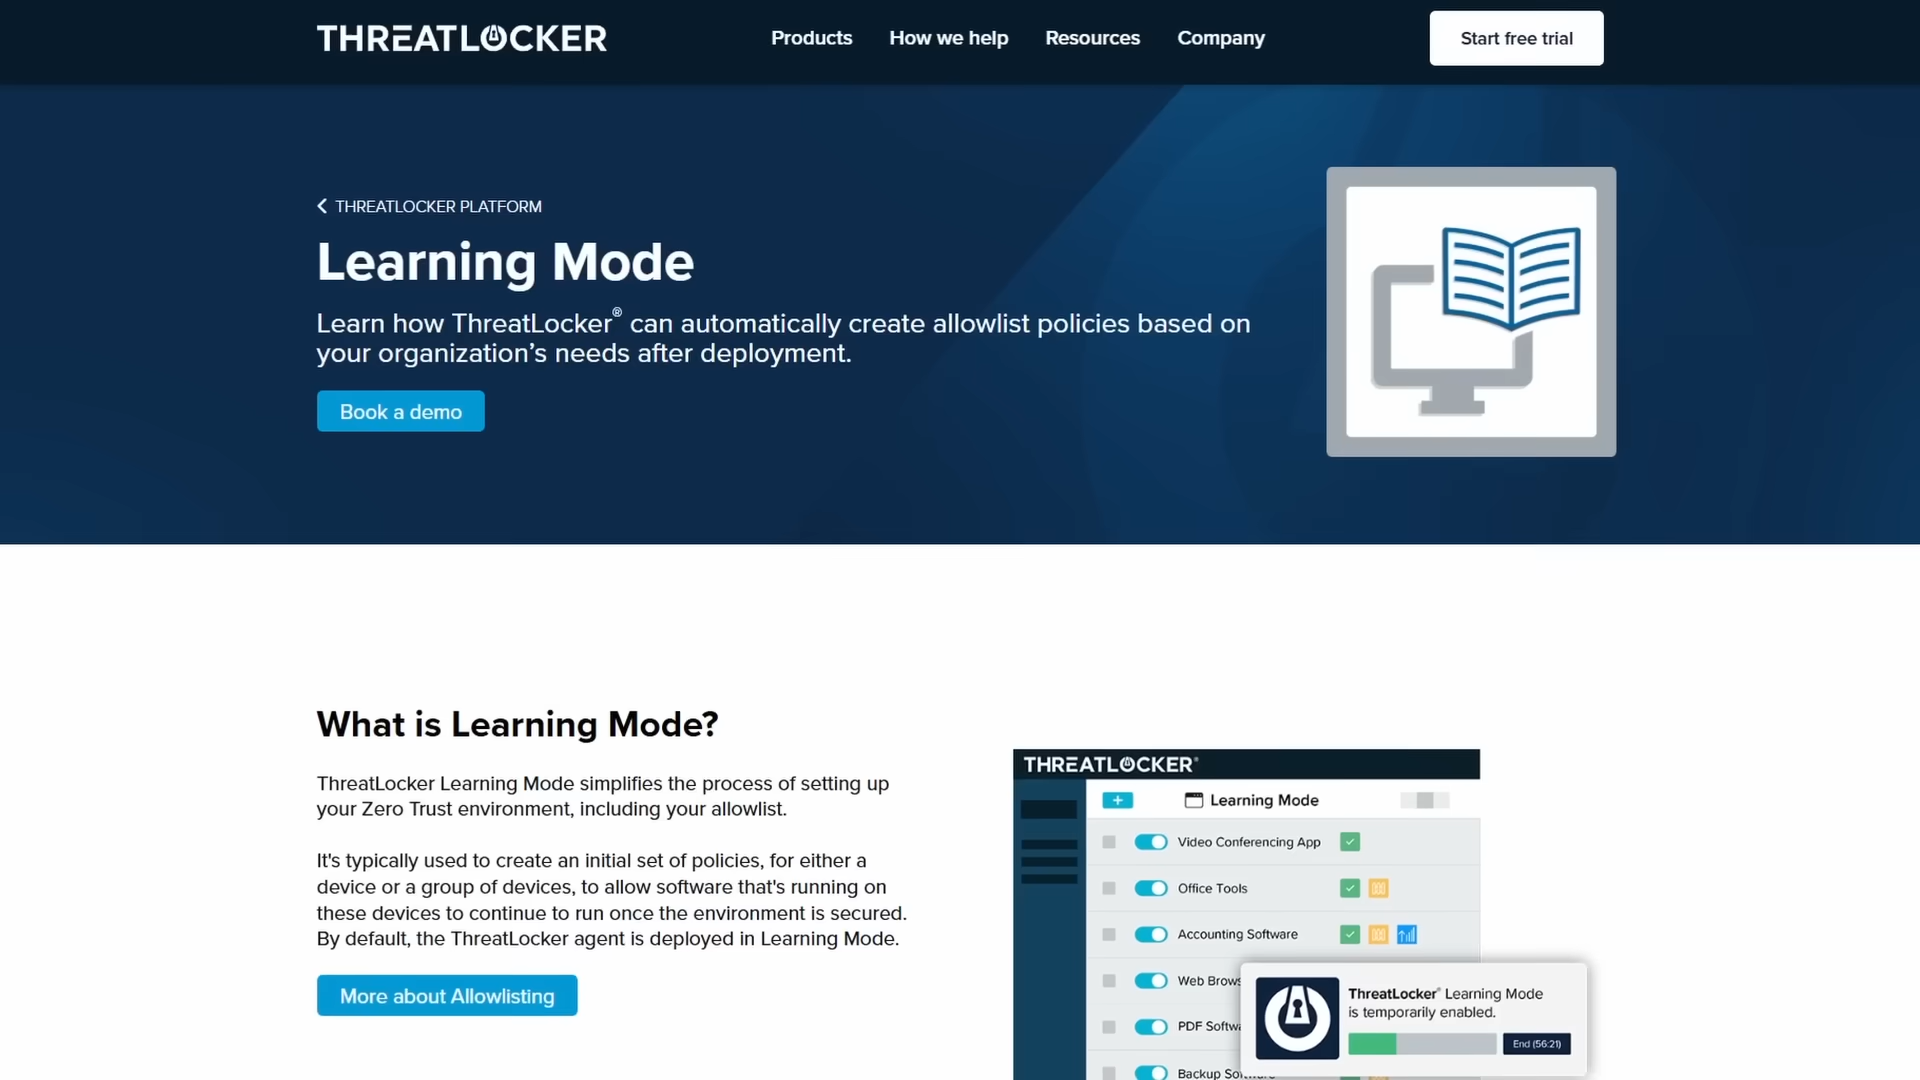 THREATLOCKER
Products How we help Resources Company
Start free trial
THREATLOCKER PLATFORM
Learning Mode
Learn how ThreatLocker® can automatically create allowlist policies based on
your organization’s needs after deployment.
Book a demo
What is Learning Mode?
ThreatLocker Learning Mode simplifies the process of setting up
your Zero Trust environment, including your allowlist.
It's typically used to create an initial set of policies, for either a
device or a group of devices, to allow software that's running on
these devices to continue to run once the environment is secured.
By default, the ThreatLocker agent is deployed in Learning Mode.
More about Allowlisting
THREATLOCKER®
Learning Mode
Video Conferencing App
Office Tools
Accounting Software
Web Brows
PDF Softwa
Backup Software
ThreatLocker® Learning Mode
is temporarily enabled.
End (56:21)